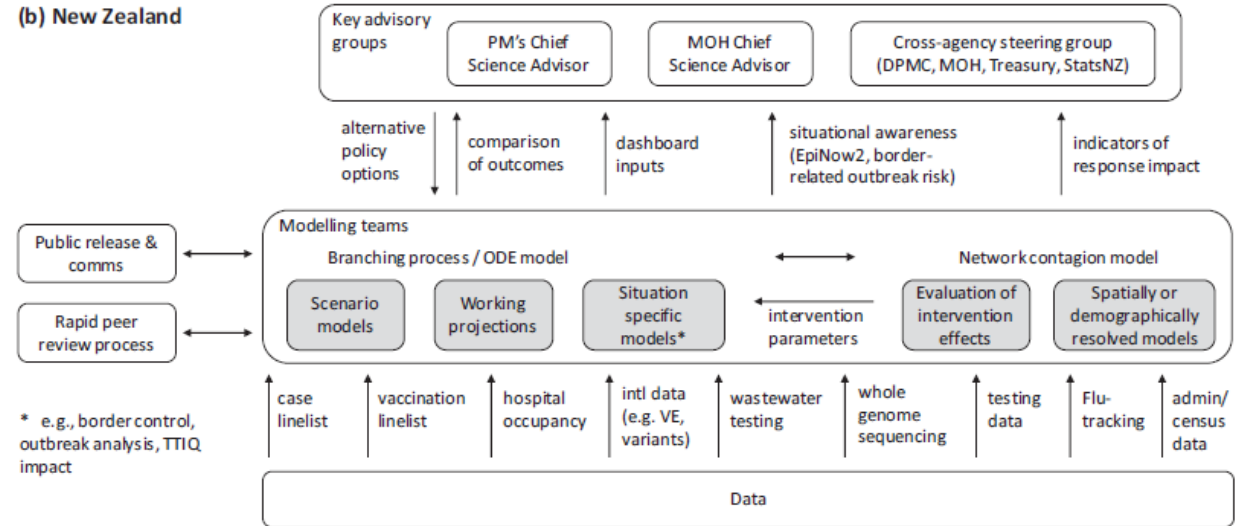 (b) New Zealand
Key advisory
groups
PM's Chief
Science Advisor
MOH Chief
Science Advisor
Cross-agency steering group
(DPMC, MOH, Treasury, StatsNZ)
alternative
policy
options
comparison
of outcomes
dashboard
inputs
situational awareness
(EpiNow2, border-
related outbreak risk)
indicators of
response impact
Public release &
comms
Rapid peer
review process
Modelling teams
Branching process / ODE model
Network contagion model
Scenario
models
Working
projections
Situation
specific
models*
intervention
parameters
Evaluation of
intervention
effects
Spatially or
demographically
resolved models
* e.g., border control,
outbreak analysis, TTIQ
impact
case
linelist
vaccination
linelist
hospital
occupancy
intl data
(e.g. VE,
variants)
wastewater
testing
whole
genome
sequencing
testing
data
Flu-
tracking
admin/
census
data
Data